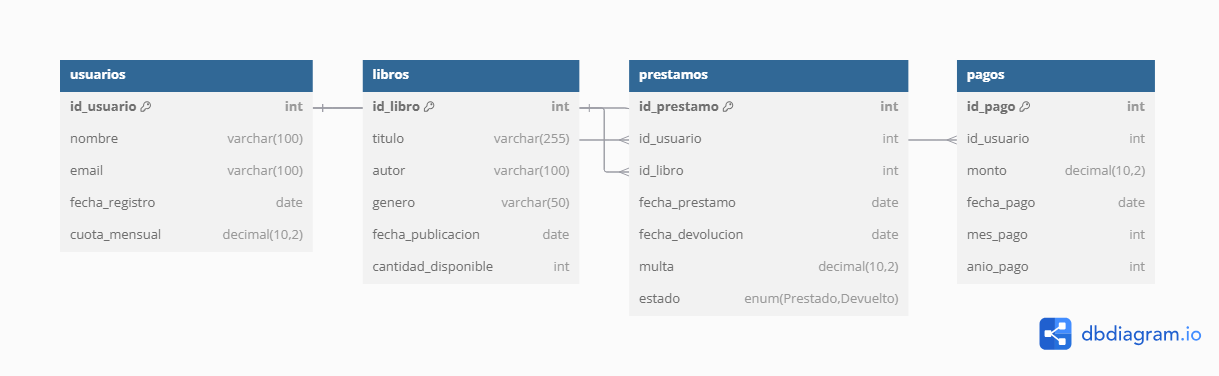 usuarios
id_usuario int
nombre varchar(100)
email varchar(100)
fecha_registro date
cuota_mensual decimal(10,2)
libros
id_libro int
titulo varchar(255)
autor varchar(100)
genero varchar(50)
fecha_publicacion date
cantidad_disponible int
prestamos
id_prestamo int
id_usuario int
id_libro int
fecha_prestamo date
fecha_devolucion date
multa decimal(10,2)
estado enum(Prestado,Devuelto)
pagos
id_pago int
id_usuario int
monto decimal(10,2)
fecha_pago date
mes_pago int
anio_pago int
dbdiagram.io